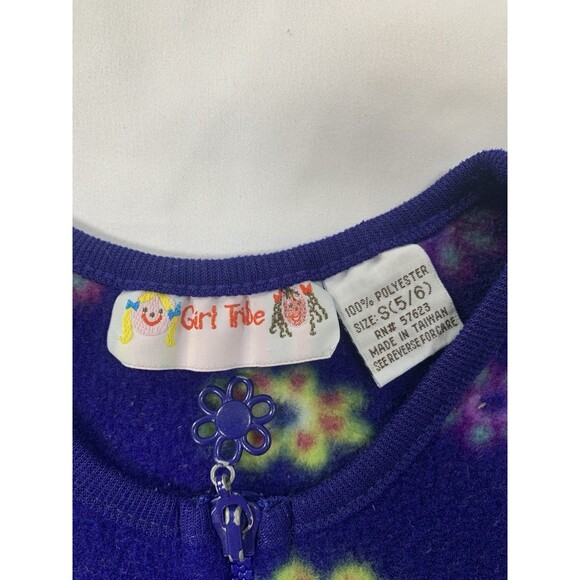 Girl Tribe
100% POLYESTER
SIZE: S(5/6)
RN# 57623
MADE IN TAIWAN
SEE REVERSE FOR CARE